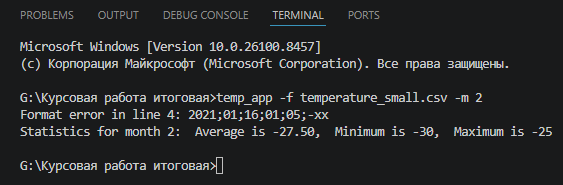 PROBLEMS OUTPUT DEBUG CONSOLE TERMINAL PORTS
Microsoft Windows [Version 10.0.26100.8457]
(c) Корпорация Майкрософт (Microsoft Corporation). Все права защищены.
G:\Курсовая работа итоговая>temp_app -f temperature_small.csv -m 2
Format error in line 4: 2021;01;16;01;05;-xx
Statistics for month 2:  Average is -27.50,  Minimum is -30,  Maximum is -25
G:\Курсовая работа итоговая>